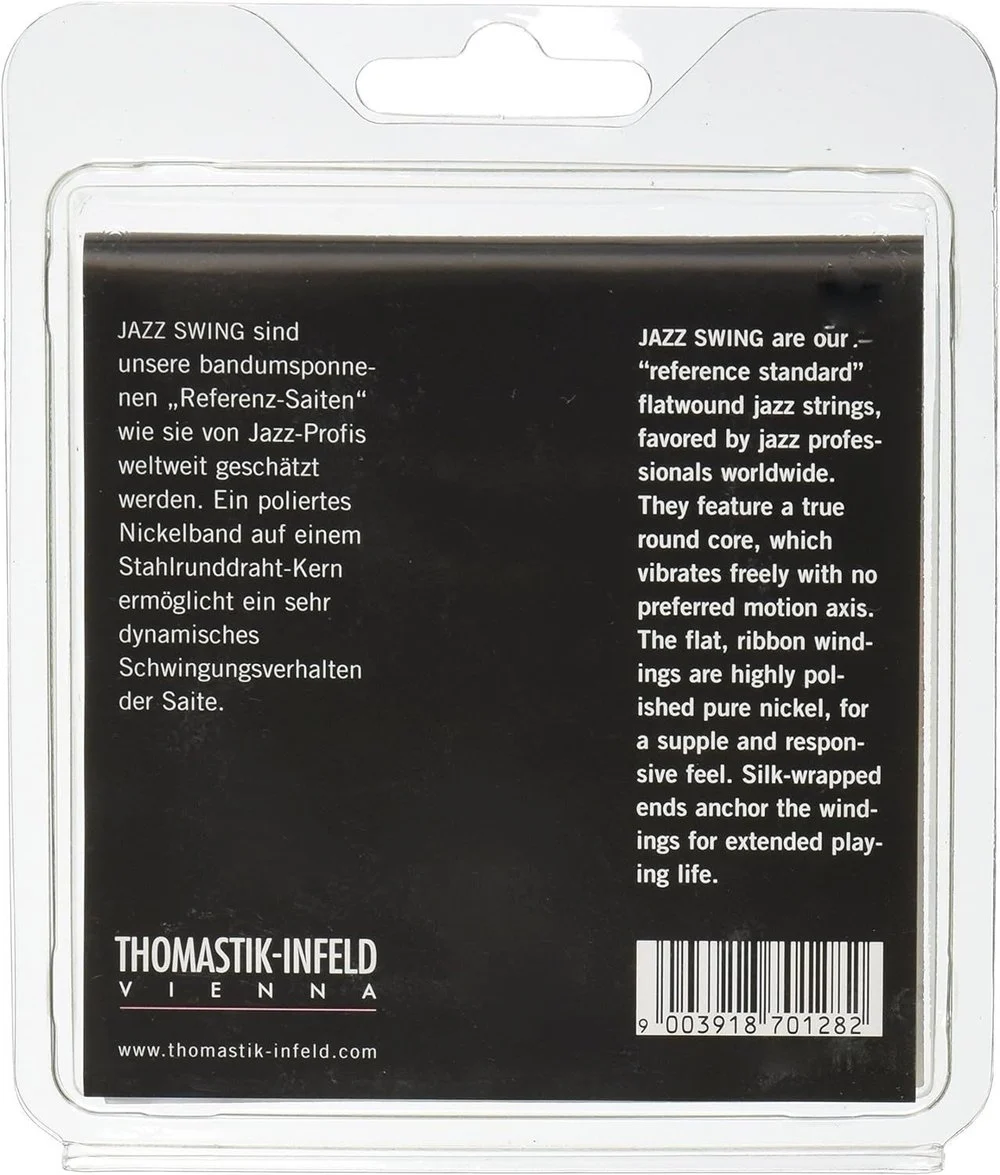 JAZZ SWING sind
unsere bandumsponne-
nen „Referenz-Saiten“
wie sie von Jazz-Profis
weltweit geschätzt
werden. Ein poliertes
Nickelband auf einem
Stahlrunddraht-Kern
ermöglicht ein sehr
dynamisches
Schwingungsverhalten
der Saite.
JAZZ SWING are our
“reference standard”
flatwound jazz strings,
favored by jazz profes-
sionals worldwide.
They feature a true
round core, which
vibrates freely with no
preferred motion axis.
The flat, ribbon wind-
ings are highly pol-
ished pure nickel, for
a supple and respon-
sive feel. Silk-wrapped
ends anchor the wind-
ings for extended play-
ing life.
THOMASTIK-INFELD
VIENNA
www.thomastik-infeld.com
9 003918 701282